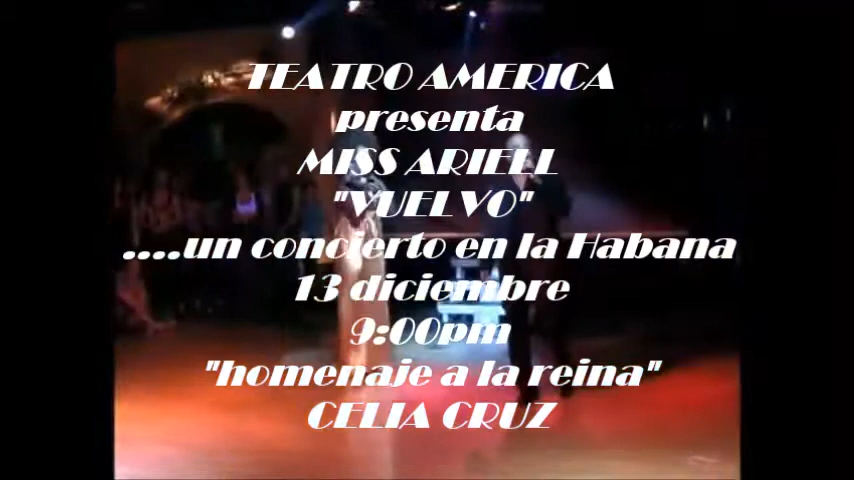 TEATRO AMERICA
presenta
MISS ARIELL
"VUELVO"
....un concierto en la Habana
13 diciembre
9:00pm
"homenaje a la reina"
CELIA CRUZ